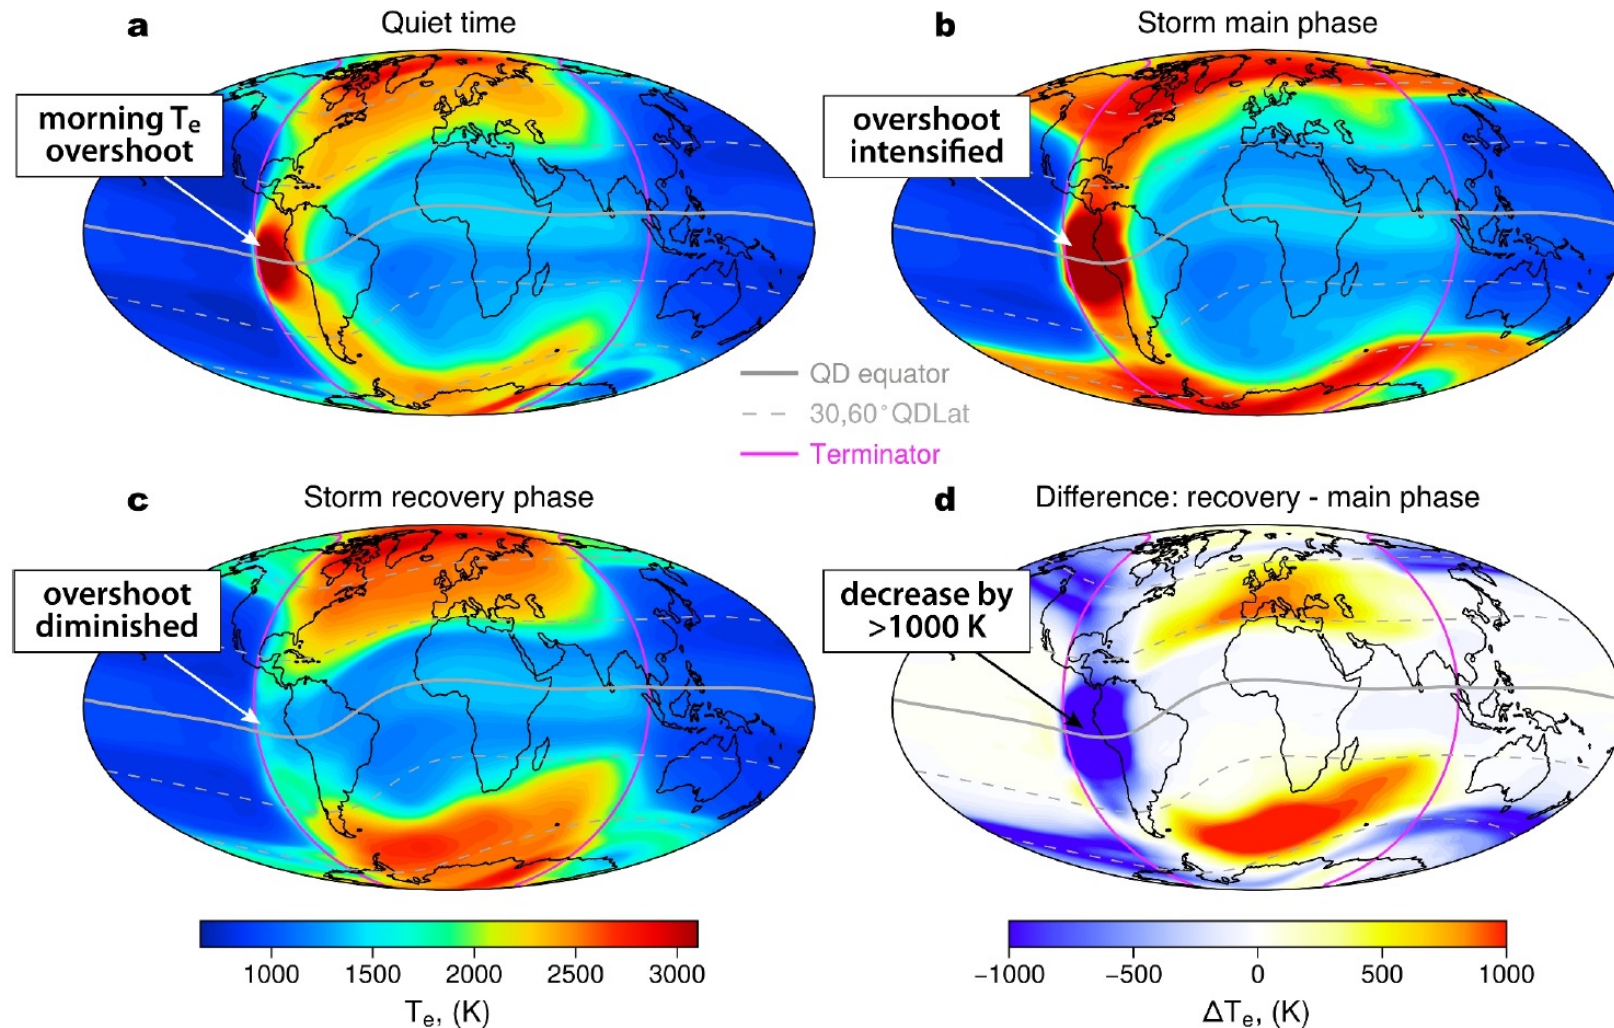 a Quiet time
b Storm main phase
morning Te
overshoot
overshoot
intensified
QD equator
30,60° QDLat
Terminator
c Storm recovery phase
d Difference: recovery - main phase
overshoot
diminished
decrease by
>1000 K
1000 1500 2000 2500 3000
Te, (K)
−1000 −500 0 500 1000
ΔTe, (K)